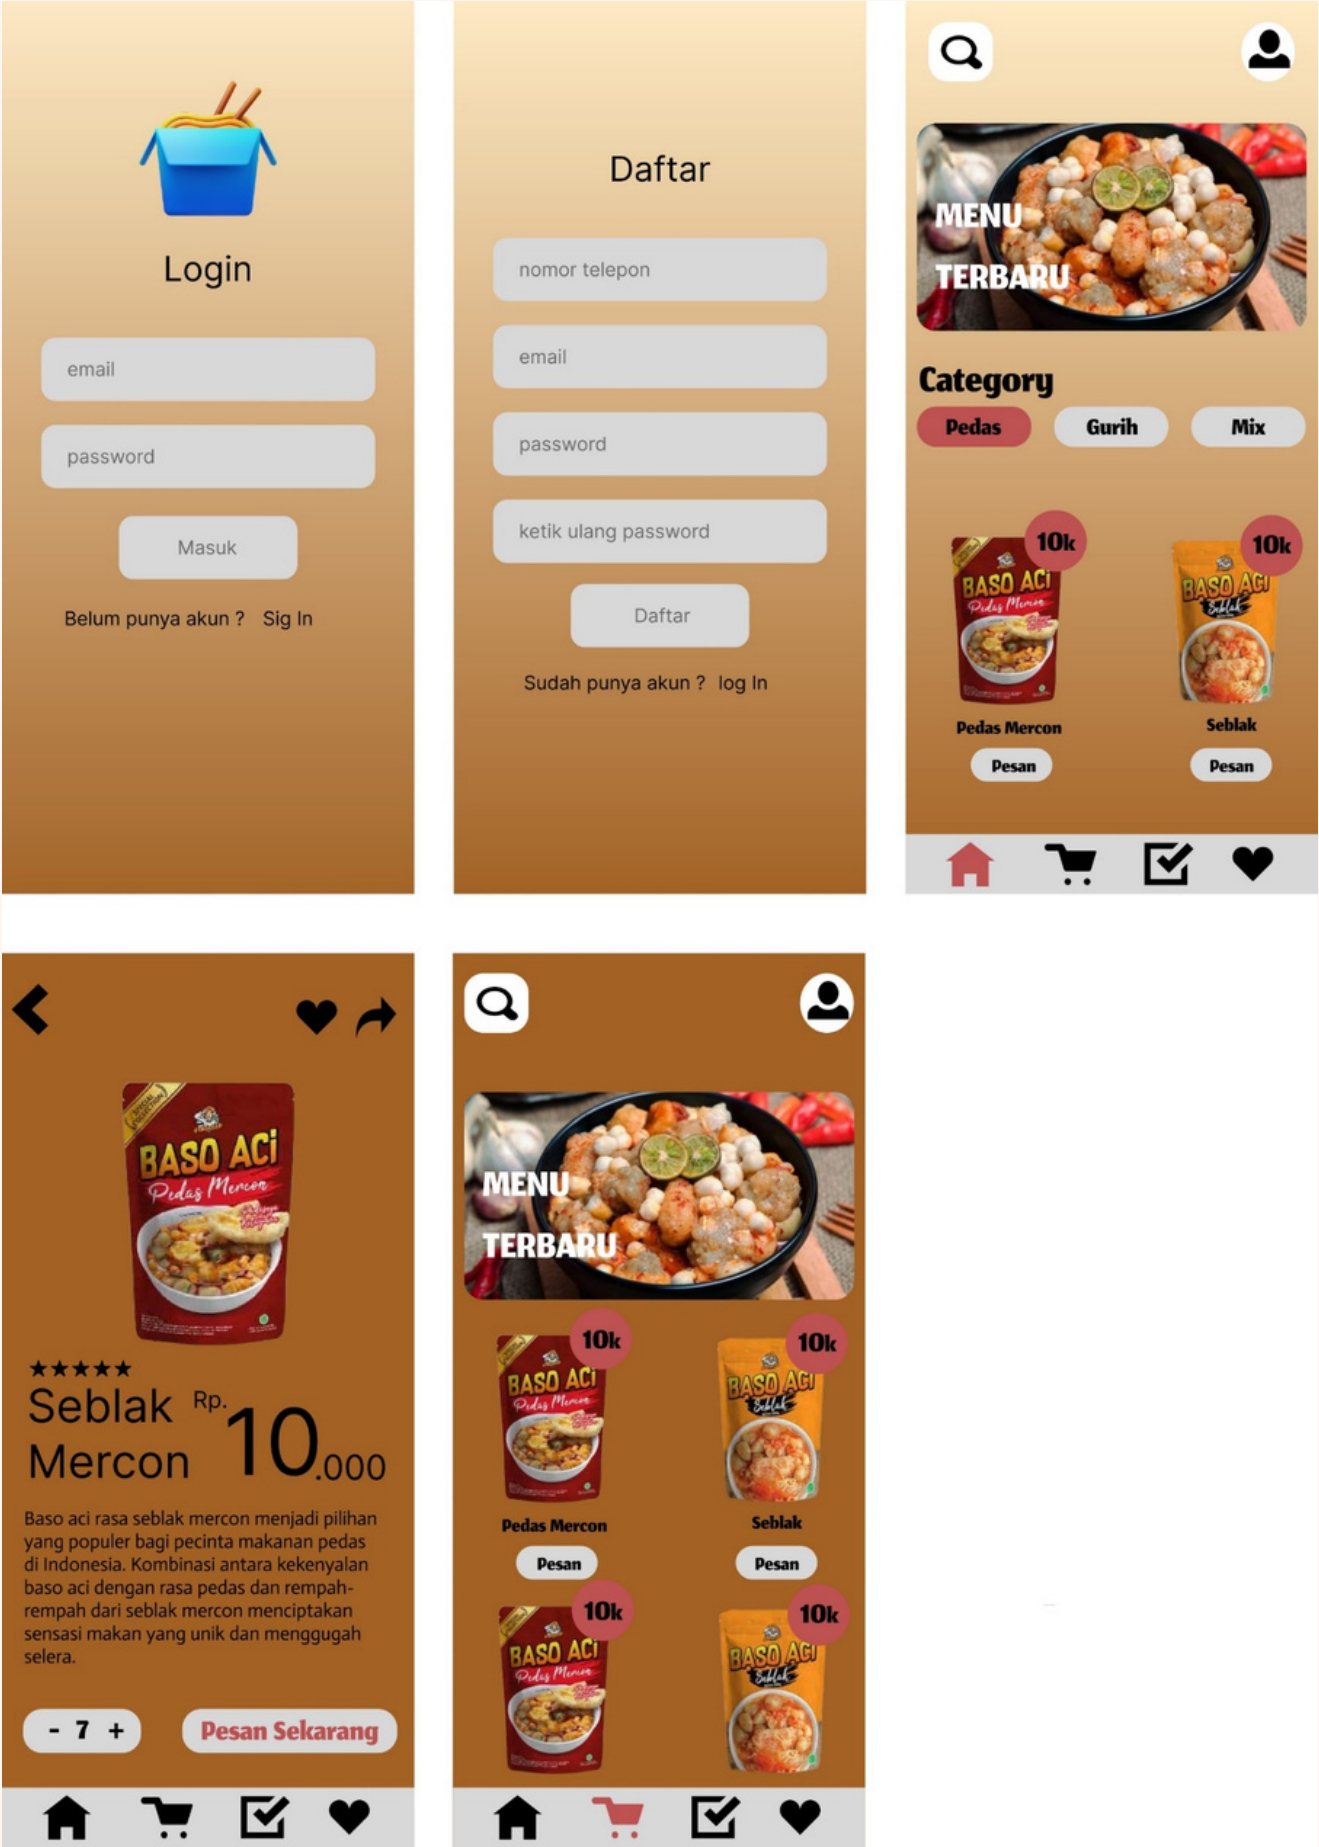 Login
email
password
Masuk
Belum punya akun ? Sig In
Daftar
nomor telepon
email
password
ketik ulang password
Daftar
Sudah punya akun ? log In
MENU
TERBARU
Category
Pedas Gurih Mix
10k 10k
BASO ACi BASO ACI
Pedas Mercon Seblak
Pedas Mercon Seblak
Pesan Pesan
SPECIAL
SELECTION
BASO ACi
Pedas Mercon
★★★★★
Seblak
Mercon
Rp. 10.000
Baso aci rasa seblak mercon menjadi pilihan
yang populer bagi pecinta makanan pedas
di Indonesia. Kombinasi antara kekenyalan
baso aci dengan rasa pedas dan rempah-
rempah dari seblak mercon menciptakan
sensasi makan yang unik dan menggugah
selera.
- 7 +
Pesan Sekarang
MENU
TERBARU
10k 10k
BASO ACi BASO ACI
Pedas Mercon Seblak
Pedas Mercon Seblak
Pesan Pesan
10k 10k
BASO ACi BASO ACI
Pedas Mercon Seblak